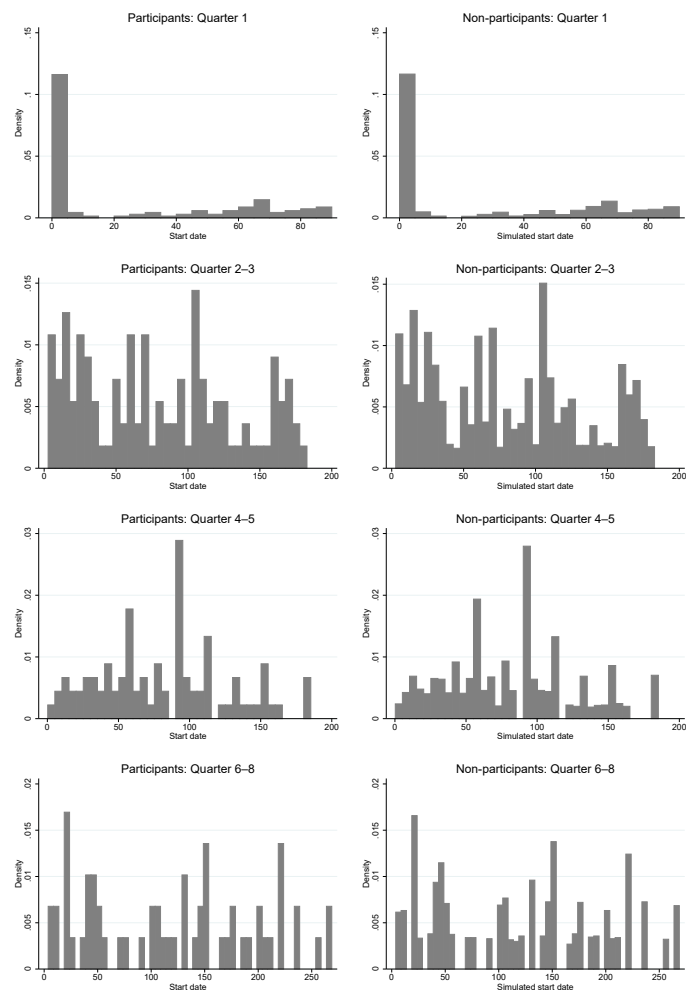 Participants: Quarter 1
.15
.1
.05
0
Density
0 20 40 60 80
Start date
Non-participants: Quarter 1
.15
.1
.05
0
Density
0 20 40 60 80
Simulated start date
Participants: Quarter 2–3
.015
.01
.005
0
Density
0 50 100 150 200
Start date
Non-participants: Quarter 2–3
.015
.01
.005
0
Density
0 50 100 150 200
Simulated start date
Participants: Quarter 4–5
.03
.02
.01
0
Density
0 50 100 150 200
Start date
Non-participants: Quarter 4–5
.03
.02
.01
0
Density
0 50 100 150 200
Simulated start date
Participants: Quarter 6–8
.02
.015
.01
.005
0
Density
0 50 100 150 200 250
Start date
Non-participants: Quarter 6–8
.02
.015
.01
.005
0
Density
0 50 100 150 200 250
Simulated start date